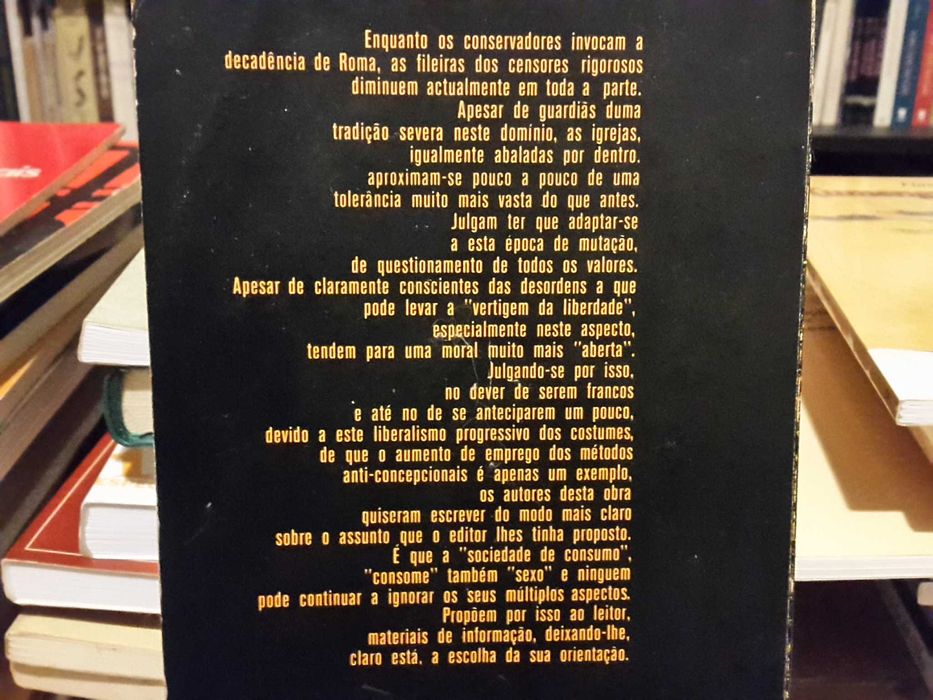 Enquanto os conservadores invocam a
decadência de Roma, as fileiras dos censores rigorosos
diminuem actualmente em toda a parte.
Apesar de guardiãs duma
tradição severa neste domínio, as igrejas,
igualmente abaladas por dentro.
aproximam-se pouco a pouco de uma
tolerância muito mais vasta do que antes.
Julgam ter que adaptar-se
a esta época de mutação,
de questionamento de todos os valores.
Apesar de claramente conscientes das desordens a que
pode levar a "vertigem da liberdade",
especialmente neste aspecto,
tendem para uma moral muito mais "aberta".
Julgando-se por isso,
no dever de serem francos
e até no de se anteciparem um pouco,
devido a este liberalismo progressivo dos costumes,
de que o aumento de emprego dos métodos
anti-concepcionais é apenas um exemplo,
os autores desta obra
quiseram escrever do modo mais claro
sobre o assunto que o editor lhes tinha proposto.
É que a "sociedade de consumo",
"consome" também "sexo" e ninguem
pode continuar a ignorar os seus múltiplos aspectos.
Propõem por isso ao leitor,
materiais de informação, deixando-lhe,
claro está, a escolha da sua orientação.